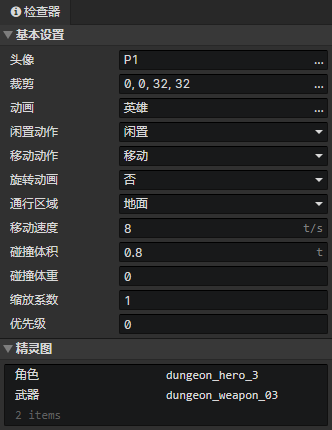 检查器
基本设置
头像 P1 ...
裁剪 0, 0, 32, 32 ...
动画 英雄 ...
闲置动作 闲置
移动动作 移动
旋转动画 否
通行区域 地面
移动速度 8 t/s
碰撞体积 0.8 t
碰撞体重 0
缩放系数 1
优先级 0
精灵图
角色 dungeon_hero_3
武器 dungeon_weapon_03
2 items